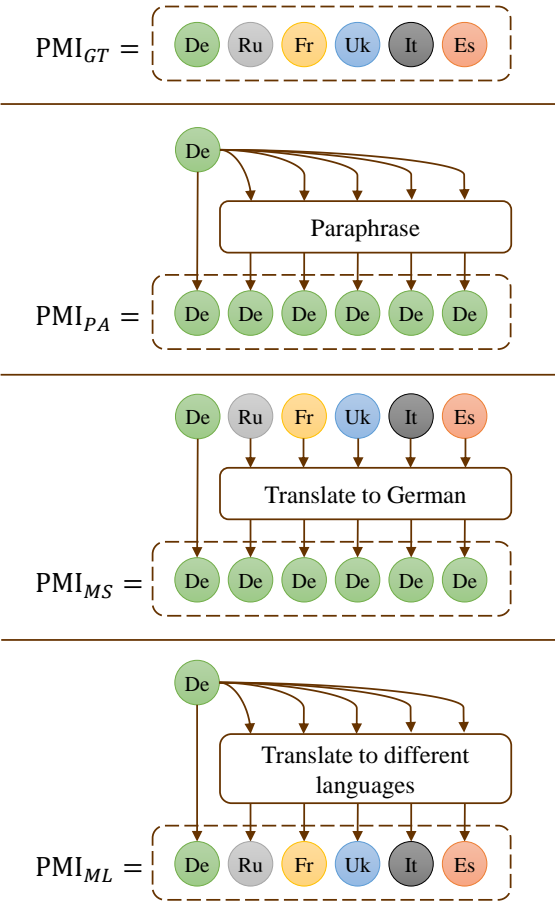 PMI_GT = De Ru Fr Uk It Es
De
Paraphrase
PMI_PA = De De De De De De
De Ru Fr Uk It Es
Translate to German
PMI_MS = De De De De De De
De
Translate to different
languages
PMI_ML = De Ru Fr Uk It Es